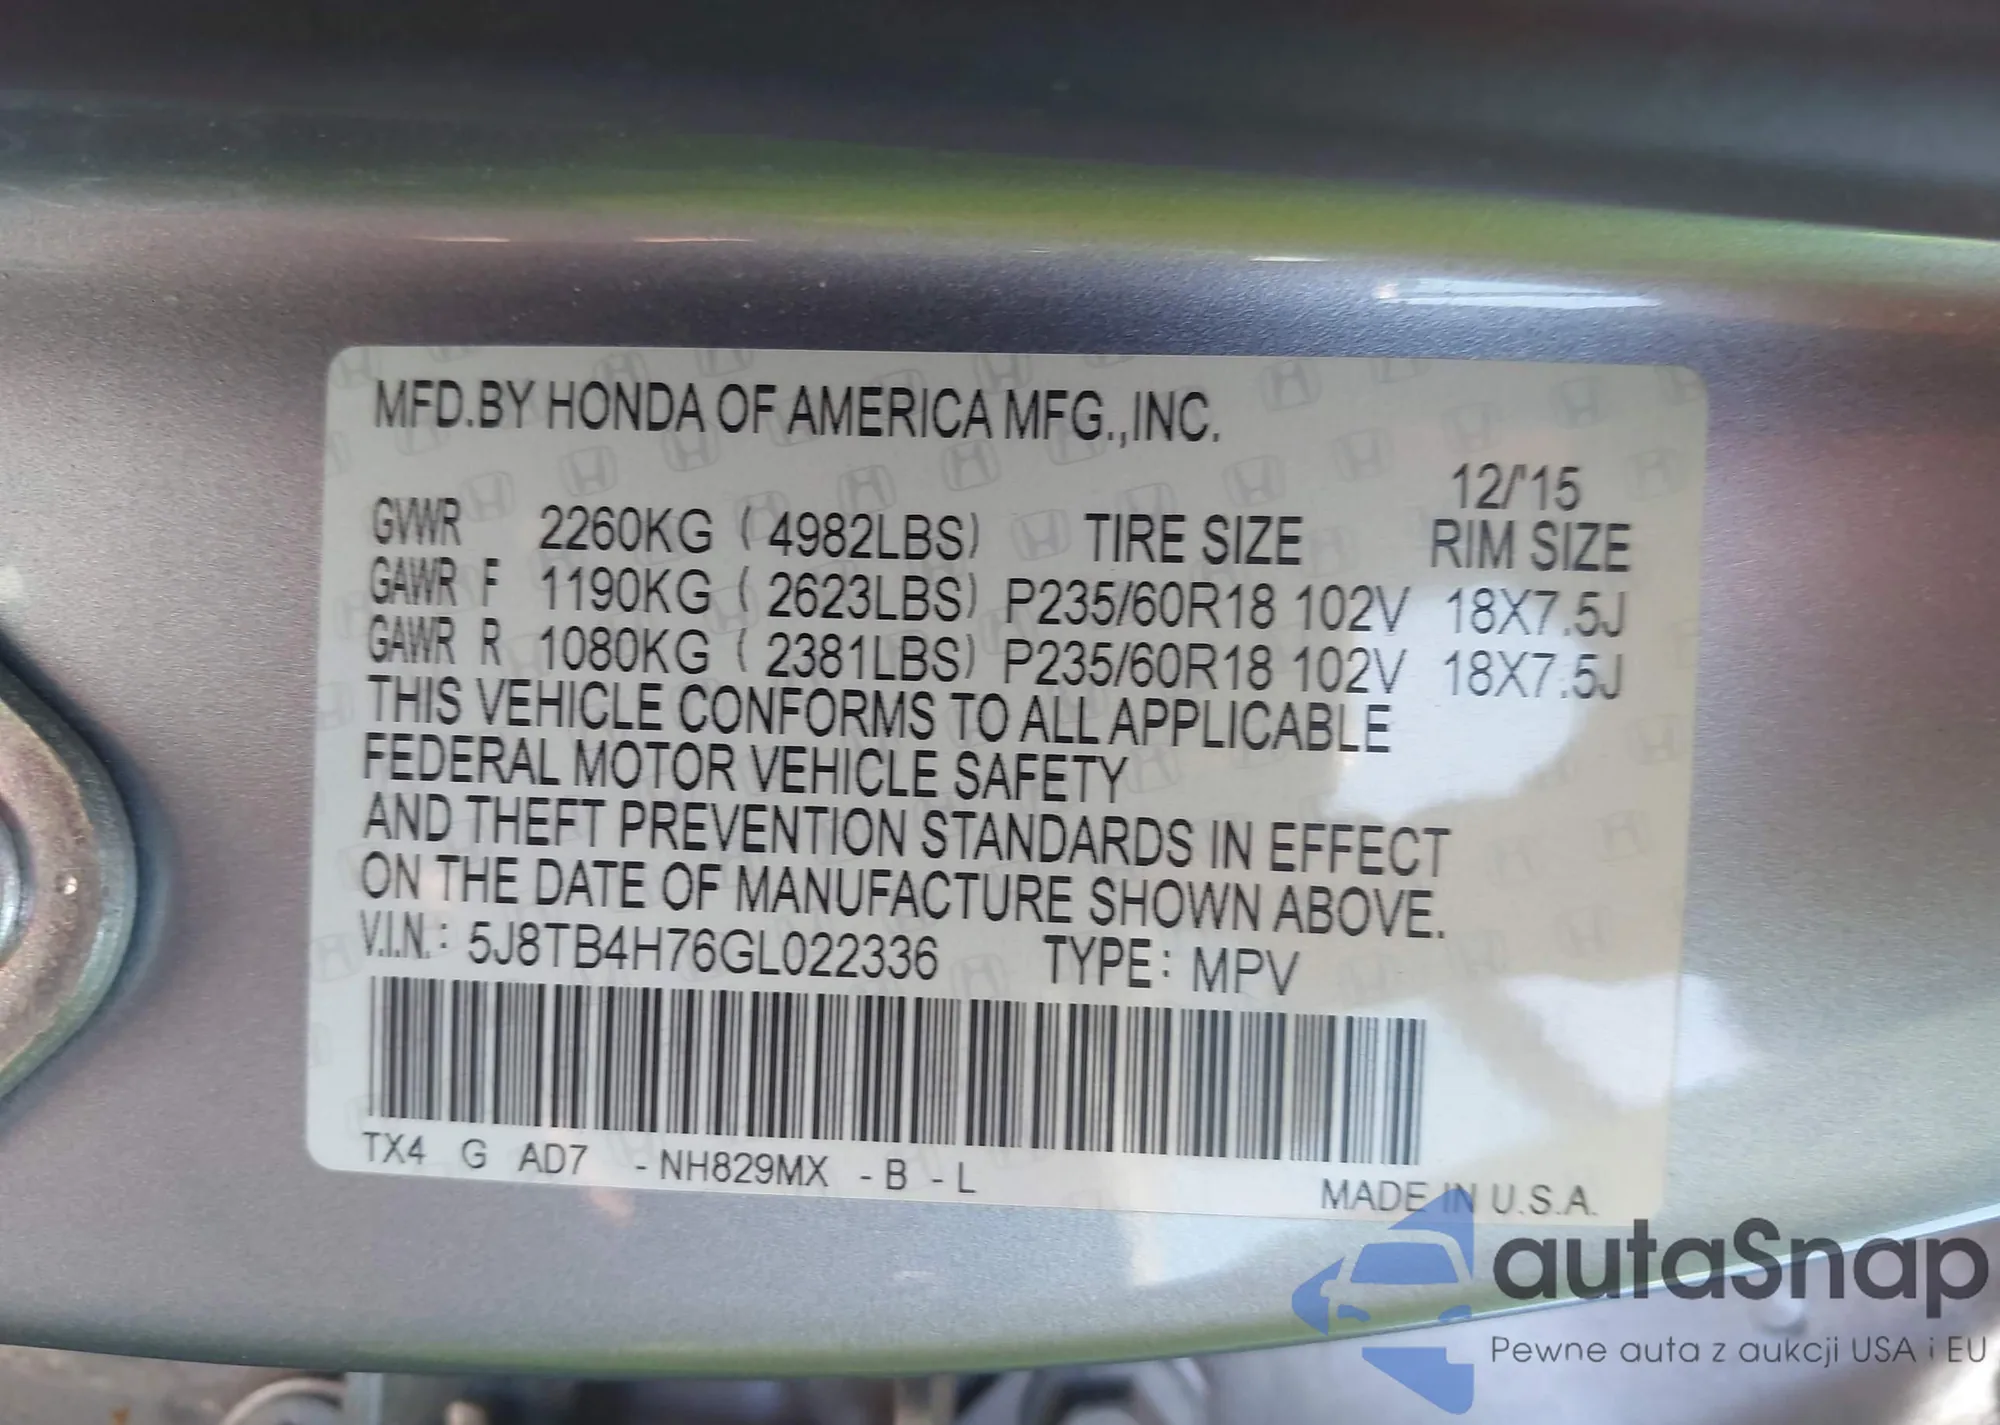 MFD.BY HONDA OF AMERICA MFG.,INC.
12/'15
GVWR 2260KG ( 4982LBS) TIRE SIZE RIM SIZE
GAWR F 1190KG ( 2623LBS) P235/60R18 102V 18X7.5J
GAWR R 1080KG ( 2381LBS) P235/60R18 102V 18X7.5J
THIS VEHICLE CONFORMS TO ALL APPLICABLE
FEDERAL MOTOR VEHICLE SAFETY
AND THEFT PREVENTION STANDARDS IN EFFECT
ON THE DATE OF MANUFACTURE SHOWN ABOVE.
V.I.N.: 5J8TB4H76GL022336 TYPE: MPV
TX4 G AD7 -NH829MX -B -L
MADE IN U.S.A.
autaSnap
Pewne auta z aukcji USA i EU